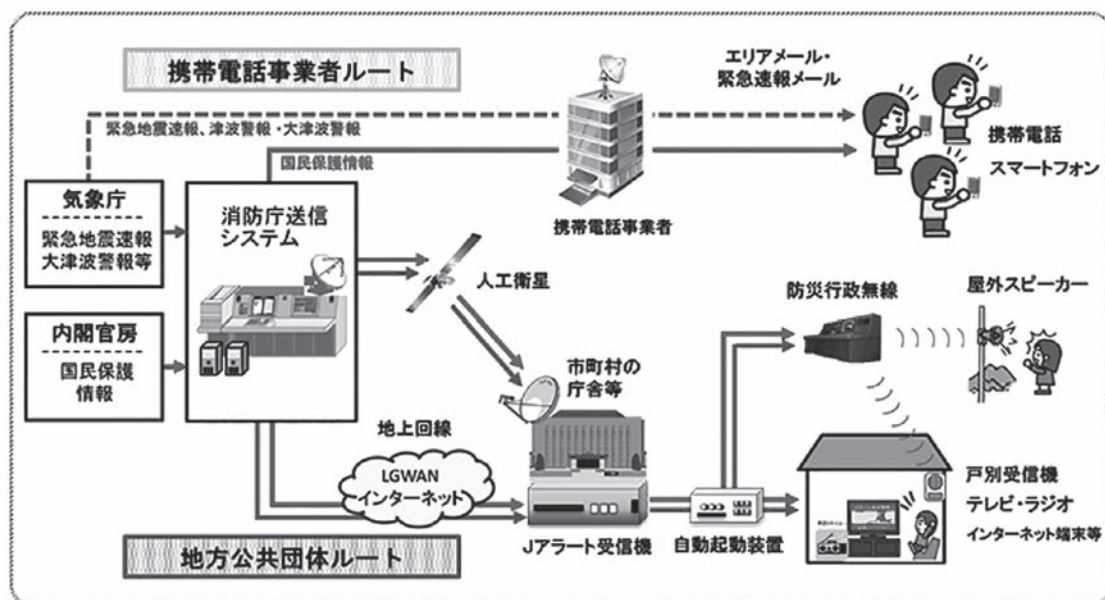 携帯電話事業者ルート
エリアメール・
緊急速報メール
緊急地震速報、津波警報・大津波警報
国民保護情報
携帯電話
スマートフォン
携帯電話事業者
気象庁
緊急地震速報
大津波警報等
消防庁送信
システム
人工衛星
内閣官房
国民保護
情報
防災行政無線
屋外スピーカー
市町村の
庁舎等
地上回線
LGWAN
インターネット
Jアラート受信機
自動起動装置
戸別受信機
テレビ・ラジオ
インターネット端末等
地方公共団体ルート